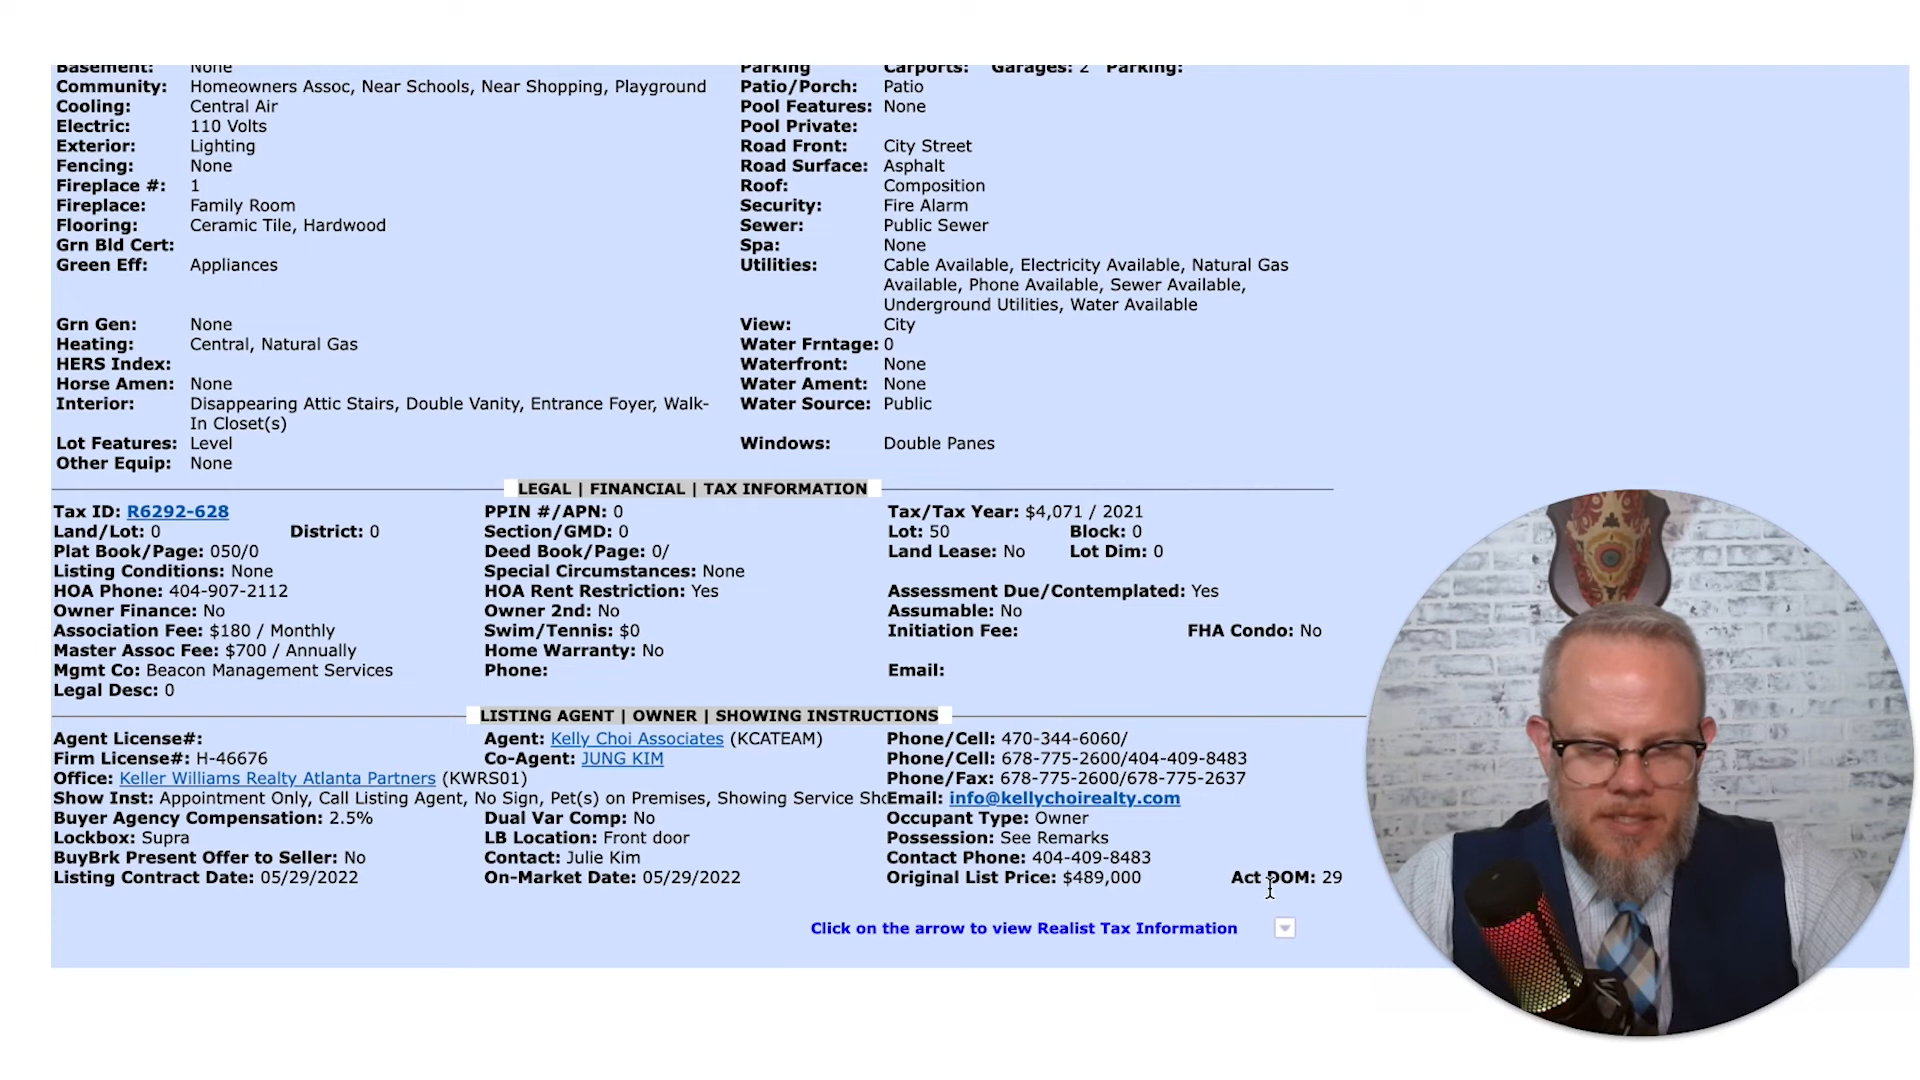 Basement: None
Parking Carports: Garages: 2 Parking:
Community: Homeowners Assoc, Near Schools, Near Shopping, Playground
Patio/Porch: Patio
Cooling: Central Air
Pool Features: None
Electric: 110 Volts
Pool Private:
Exterior: Lighting
Road Front: City Street
Fencing: None
Road Surface: Asphalt
Fireplace #: 1
Roof: Composition
Fireplace: Family Room
Security: Fire Alarm
Flooring: Ceramic Tile, Hardwood
Sewer: Public Sewer
Grn Bld Cert:
Spa: None
Green Eff: Appliances
Utilities: Cable Available, Electricity Available, Natural Gas
Available, Phone Available, Sewer Available,
Underground Utilities, Water Available
Grn Gen: None
View: City
Heating: Central, Natural Gas
Water Frntage: 0
HERS Index:
Waterfront: None
Horse Amen: None
Water Ament: None
Interior: Disappearing Attic Stairs, Double Vanity, Entrance Foyer, Walk-
In Closet(s)
Water Source: Public
Lot Features: Level
Windows: Double Panes
Other Equip: None
LEGAL | FINANCIAL | TAX INFORMATION
Tax ID: R6292-628 PPIN #/APN: 0 Tax/Tax Year: $4,071 / 2021
Land/Lot: 0 District: 0 Section/GMD: 0 Lot: 50 Block: 0
Plat Book/Page: 050/0 Deed Book/Page: 0/ Land Lease: No Lot Dim: 0
Listing Conditions: None Special Circumstances: None
HOA Phone: 404-907-2112 HOA Rent Restriction: Yes Assessment Due/Contemplated: Yes
Owner Finance: No Owner 2nd: No Assumable: No
Association Fee: $180 / Monthly Swim/Tennis: $0 Initiation Fee: FHA Condo: No
Master Assoc Fee: $700 / Annually Home Warranty: No
Mgmt Co: Beacon Management Services Phone: Email:
Legal Desc: 0
LISTING AGENT | OWNER | SHOWING INSTRUCTIONS
Agent License#: Agent: Kelly Choi Associates (KCATEAM) Phone/Cell: 470-344-6060/
Firm License#: H-46676 Co-Agent: JUNG KIM Phone/Cell: 678-775-2600/404-409-8483
Office: Keller Williams Realty Atlanta Partners (KWRS01) Phone/Fax: 678-775-2600/678-775-2637
Show Inst: Appointment Only, Call Listing Agent, No Sign, Pet(s) on Premises, Showing Service Email: info@kellychoirealty.com
Buyer Agency Compensation: 2.5% Dual Var Comp: No Occupant Type: Owner
Lockbox: Supra LB Location: Front door Possession: See Remarks
BuyBrk Present Offer to Seller: No Contact: Julie Kim Contact Phone: 404-409-8483
Listing Contract Date: 05/29/2022 On-Market Date: 05/29/2022 Original List Price: $489,000 Act DOM: 29
Click on the arrow to view Realist Tax Information